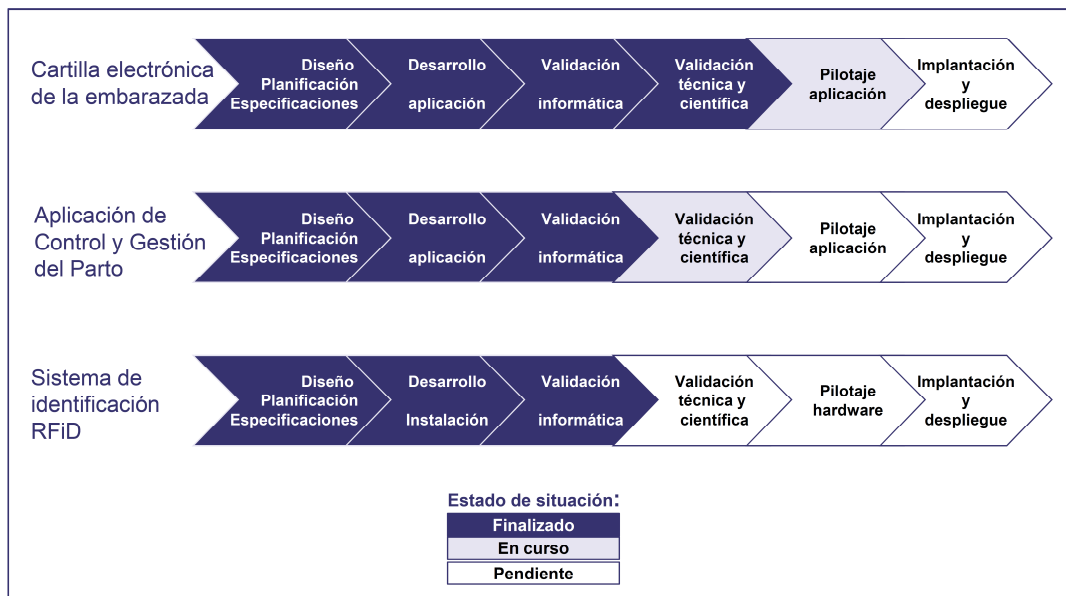 Cartilla electrónica
de la embarazada
Diseño
Planificación
Especificaciones
Desarrollo
aplicación
Validación
informática
Validación
técnica y
científica
Pilotaje
aplicación
Implantación
y
despliegue
Aplicación de
Control y Gestión
del Parto
Diseño
Planificación
Especificaciones
Desarrollo
aplicación
Validación
informática
Validación
técnica y
científica
Pilotaje
aplicación
Implantación
y
despliegue
Sistema de
identificación
RFiD
Diseño
Planificación
Especificaciones
Desarrollo
Instalación
Validación
informática
Validación
técnica y
científica
Pilotaje
hardware
Implantación
y
despliegue
Estado de situación:
Finalizado
En curso
Pendiente